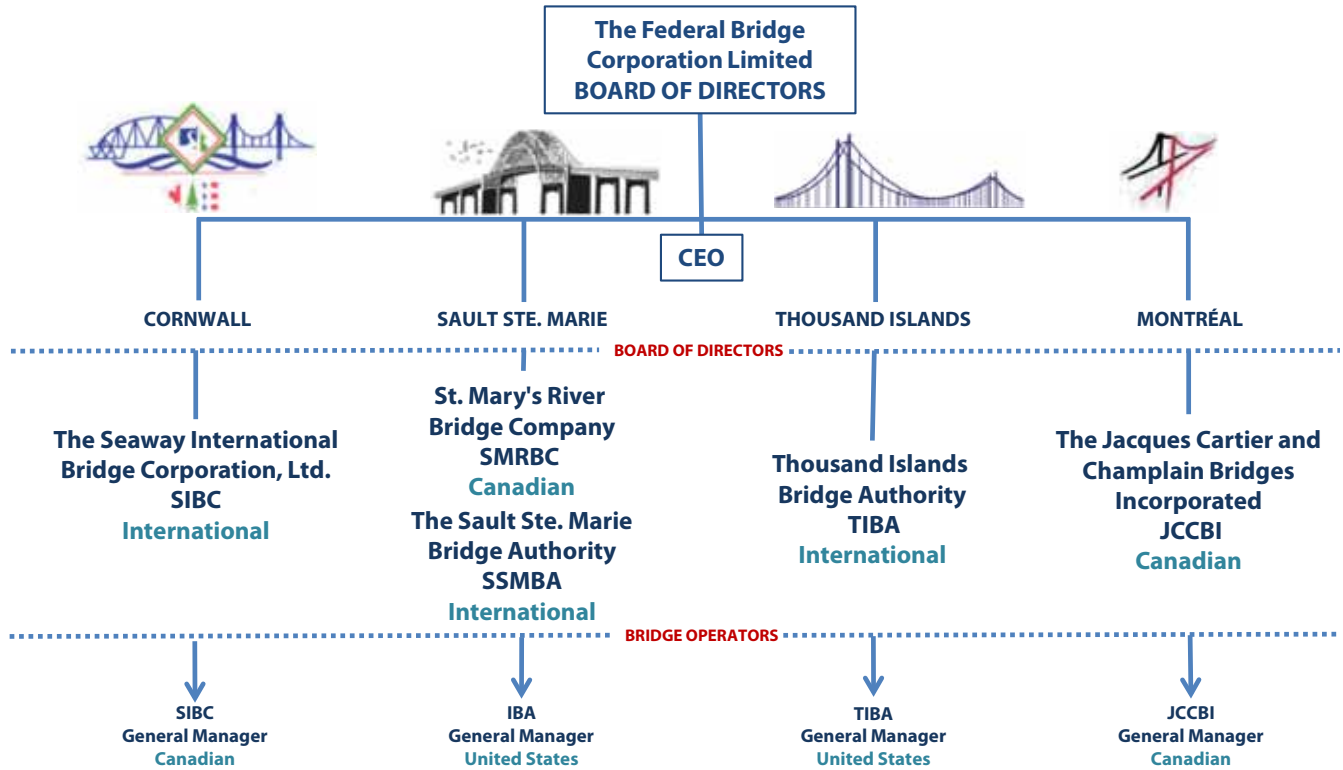 The Federal Bridge
Corporation Limited
BOARD OF DIRECTORS
CEO
CORNWALL
SAULT STE. MARIE
THOUSAND ISLANDS
MONTRÉAL
BOARD OF DIRECTORS
The Seaway International
Bridge Corporation, Ltd.
SIBC
International
St. Mary's River
Bridge Company
SMRBC
Canadian
The Sault Ste. Marie
Bridge Authority
SSMBA
International
Thousand Islands
Bridge Authority
TIBA
International
The Jacques Cartier and
Champlain Bridges
Incorporated
JCCBI
Canadian
BRIDGE OPERATORS
SIBC
General Manager
Canadian
IBA
General Manager
United States
TIBA
General Manager
United States
JCCBI
General Manager
Canadian